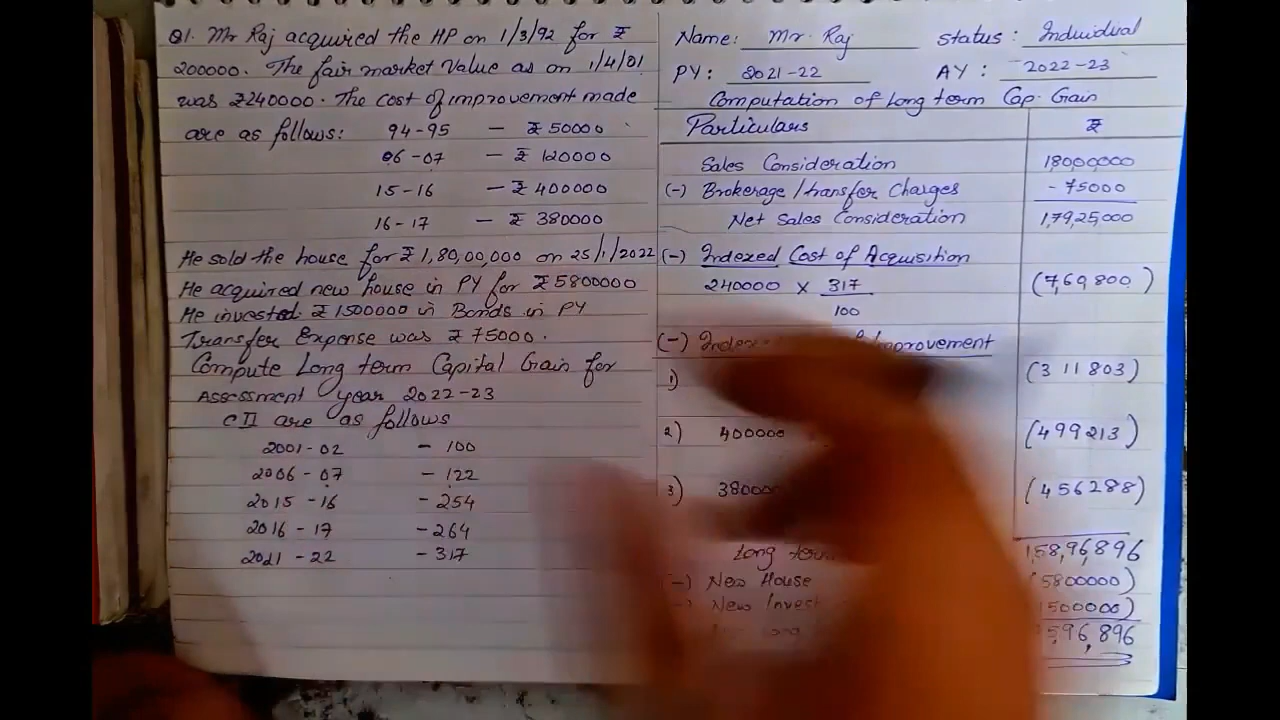 Q1. Mr Raj acquired the HP on 1/3/92 for ₹
200000. The fair market value as on 1/4/01
was ₹240000. The cost of improvement made
are as follows: 94-95 - ₹ 50000
06-07 - ₹ 120000
15-16 - ₹ 400000
16-17 - ₹ 380000
He sold the house for ₹ 1,80,00,000 on 25/1/2022
He acquired new house in PY for ₹ 5800000
He invested ₹ 1500000 in Bonds in PY
Transfer Expense was ₹ 75000.
Compute Long term Capital Gain for
Assessment year 2022-23
CII are as follows
2001-02 - 100
2006-07 - 122
2015-16 - 254
2016-17 - 264
2021-22 - 317
Name: Mr. Raj Status: Individual
PY: 2021-22 AY: 2022-23
Computation of Long term Cap. Gain
Particulars ₹
Sales Consideration 18000000
(-) Brokerage/transfer Charges - 75000
Net Sales Consideration 1,79,25,000
(-) Indexed Cost of Acquisition
240000 × 317 (7,60,800)
100
(-) Improvement
1) (311803)
2) 400000 (499213)
3) 380000 (456288)
Long 1,58,96,896
(-) New House (5800000)
New 1500000)
596,896